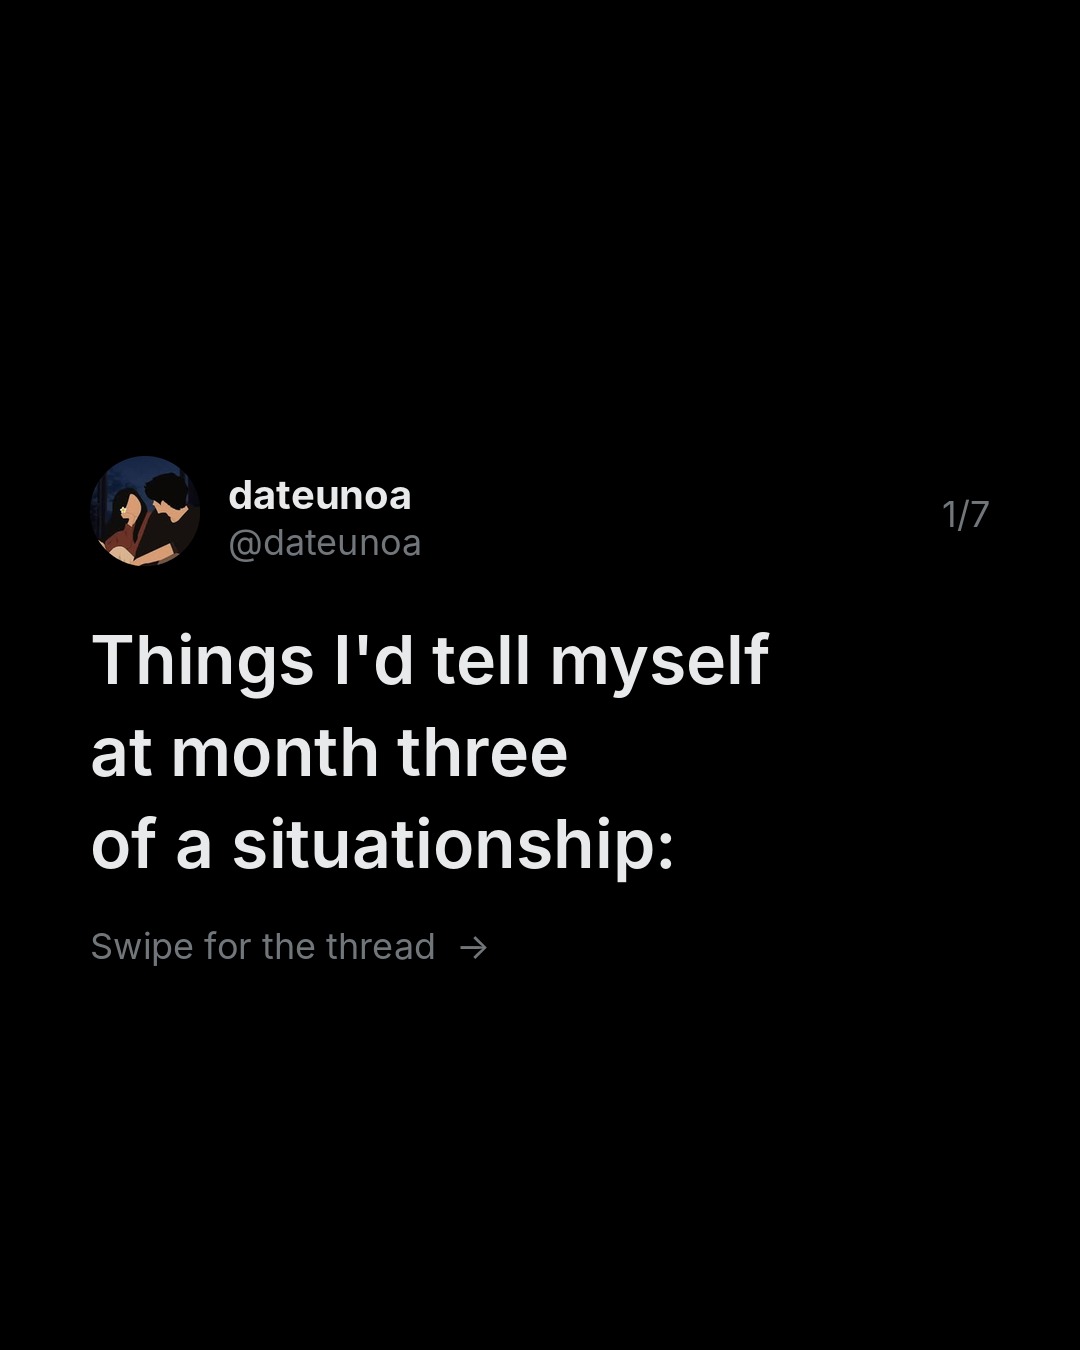 dateunoa
@dateunoa
1/7
Things I'd tell myself
at month three
of a situationship:
Swipe for the thread →